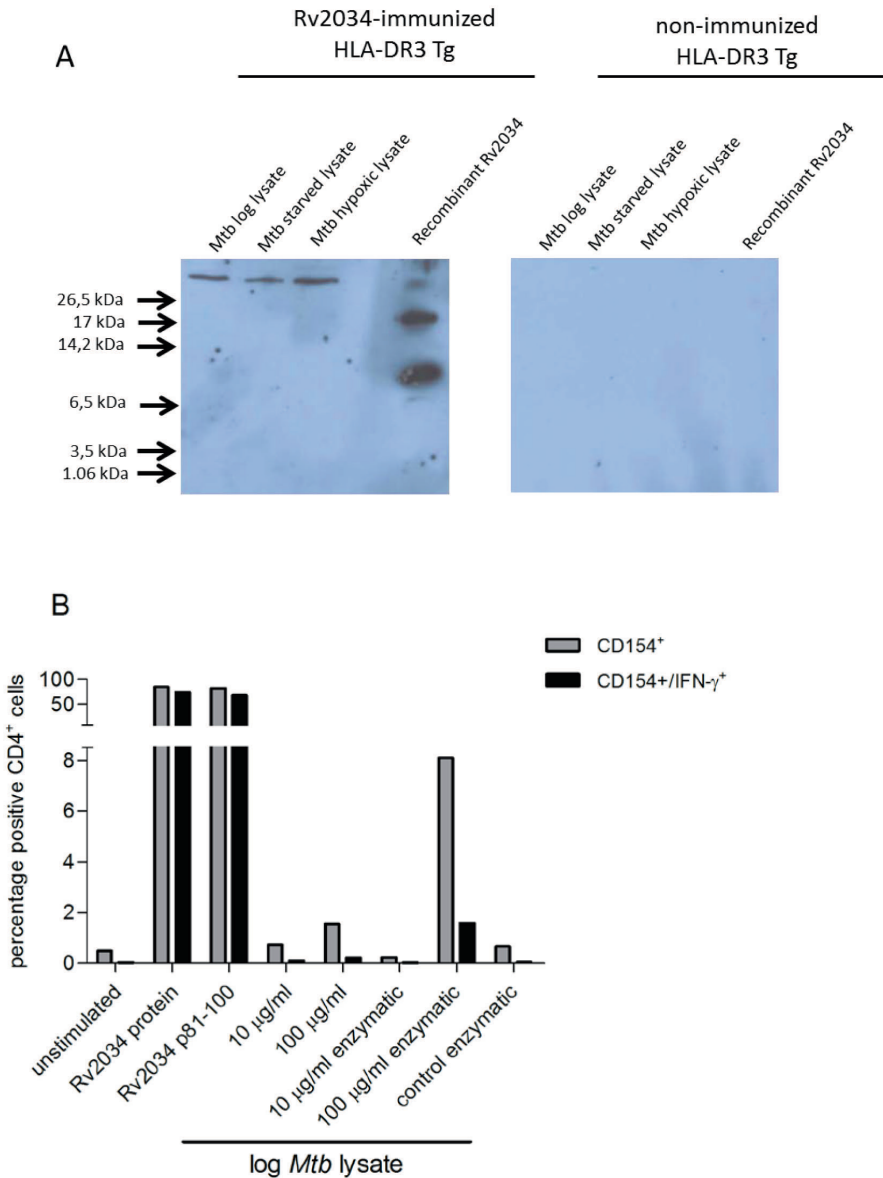 A
Rv2034-immunized
HLA-DR3 Tg
non-immunized
HLA-DR3 Tg
Mtb log lysate
Mtb starved lysate
Mtb hypoxic lysate
Recombinant Rv2034
Mtb log lysate
Mtb starved lysate
Mtb hypoxic lysate
Recombinant Rv2034
26,5 kDa
17 kDa
14,2 kDa
6,5 kDa
3,5 kDa
1.06 kDa
B
CD154⁺
CD154+/IFN-γ⁺
percentage positive CD4⁺ cells
100
50
8
6
4
2
0
unstimulated
Rv2034 protein
Rv2034 p81-100
10 µg/ml
100 µg/ml
10 µg/ml enzymatic
100 µg/ml enzymatic
control enzymatic
log Mtb lysate